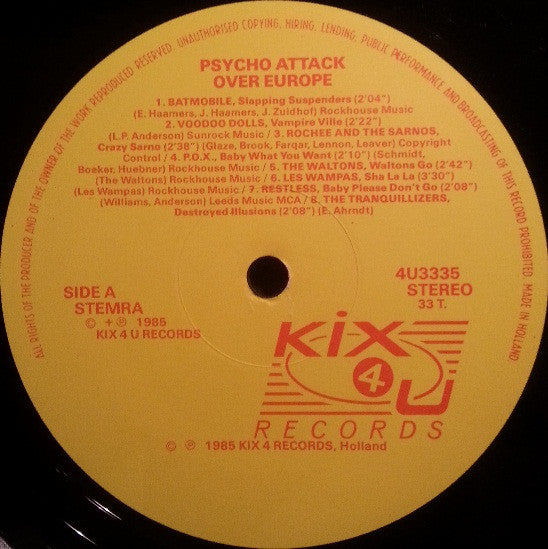 ALL RIGHTS OF THE PRODUCER AND OF THE OWNER OF THE WORK REPRODUCED RESERVED. UNAUTHORISED COPYING, HIRING, LENDING, PUBLIC PERFORMANCE AND BROADCASTING OF THIS RECORD PROHIBITED. MADE IN HOLLAND
PSYCHO ATTACK
OVER EUROPE
1. BATMOBILE, Slapping Suspenders (2'04")
(E. Haamers, J. Haamers, J. Zuidhof) Rockhouse Music
2. VOODOO DOLLS, Vampire Ville (2'22")
(L.P. Anderson) Sunrock Music / 3. ROCHEE AND THE SARNOS,
Crazy Sarno (2'38") (Glaze, Brook, Farqar, Lennon, Leaver) Copyright
Control / 4. P.O.X., Baby What You Want (2'10") (Schmidt,
Boeker, Huebner) Rockhouse Music / 5. THE WALTONS, Waltons Go (2'42")
(The Waltons) Rockhouse Music / 6. LES WAMPAS, Sha La La (3'30")
(Les Wampas) Rockhouse Music / 7. RESTLESS, Baby Please Don't Go (2'08")
(Williams, Anderson) Leeds Music MCA / 8. THE TRANQUILLIZERS,
Destroyed Illusions (2'08") (E. Ahrndt)
SIDE A
STEMRA
© + ℗ 1985
KIX 4 U RECORDS
4U3335
STEREO
33 T.
KiX
4
U
RECORDS
© ℗ 1985 KIX 4 RECORDS, Holland